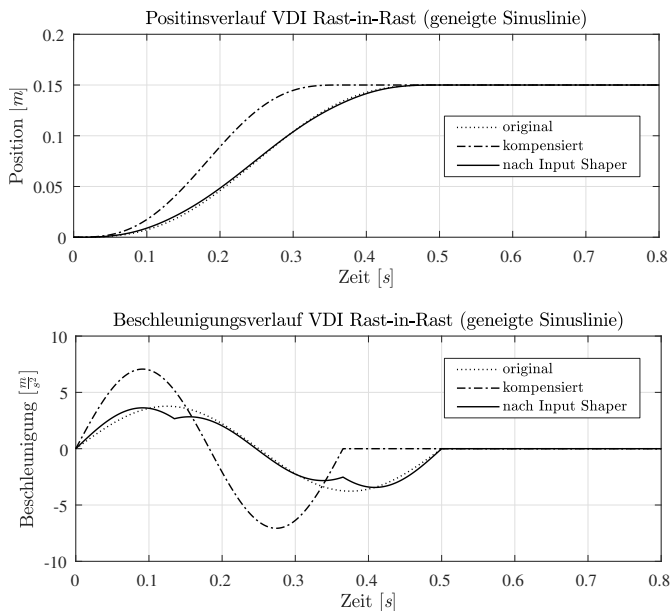 Positinsverlauf VDI Rast-in-Rast (geneigte Sinuslinie)
0.2
0.15
0.1
0.05
0
Position [m]
original
kompensiert
nach Input Shaper
0 0.1 0.2 0.3 0.4 0.5 0.6 0.7 0.8
Zeit [s]
Beschleunigungsverlauf VDI Rast-in-Rast (geneigte Sinuslinie)
10
5
0
-5
-10
Beschleunigung [m/s²]
original
kompensiert
nach Input Shaper
0 0.1 0.2 0.3 0.4 0.5 0.6 0.7 0.8
Zeit [s]